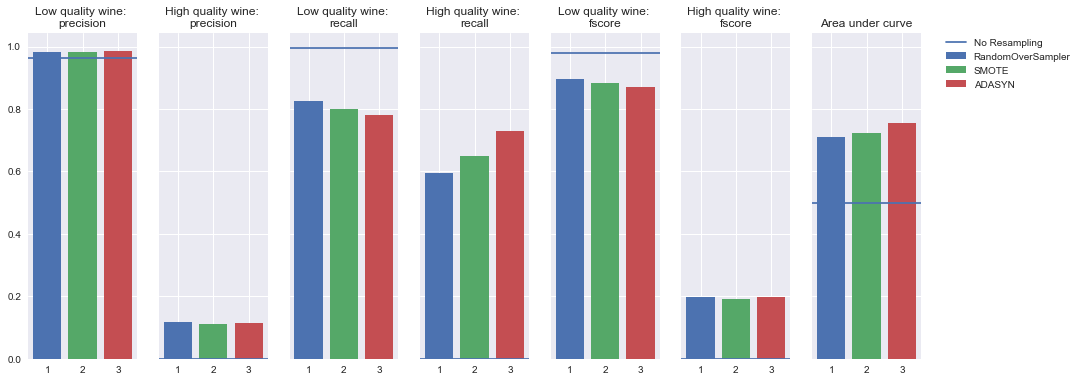 Low quality wine:
precision
High quality wine:
precision
Low quality wine:
recall
High quality wine:
recall
Low quality wine:
fscore
High quality wine:
fscore
Area under curve
No Resampling
RandomOverSampler
SMOTE
ADASYN
1.0
0.8
0.6
0.4
0.2
0.0
1 2 3
1 2 3
1 2 3
1 2 3
1 2 3
1 2 3
1 2 3